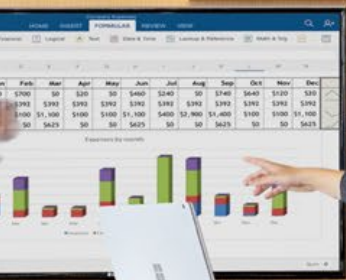 HOME INSERT FORMULAS REVIEW VIEW
Financial Logical Text Date & Time Lookup & Reference Math & Trig
Feb Mar Apr May Jun Jul Aug Sep Oct Nov Dec
$700 $0 $20 $0 $460 $240 $0 $740 $640 $120 $20
$392 $392 $392 $392 $392 $392 $392 $392 $392 $392 $392
$100 $1,100 $100 $1,100 $100 $400 $2,900 $1,400 $100 $100 $1,100
$0 $625 $0 $0 $625 $0 $0 $625 $0 $0 $625
Expenses by month